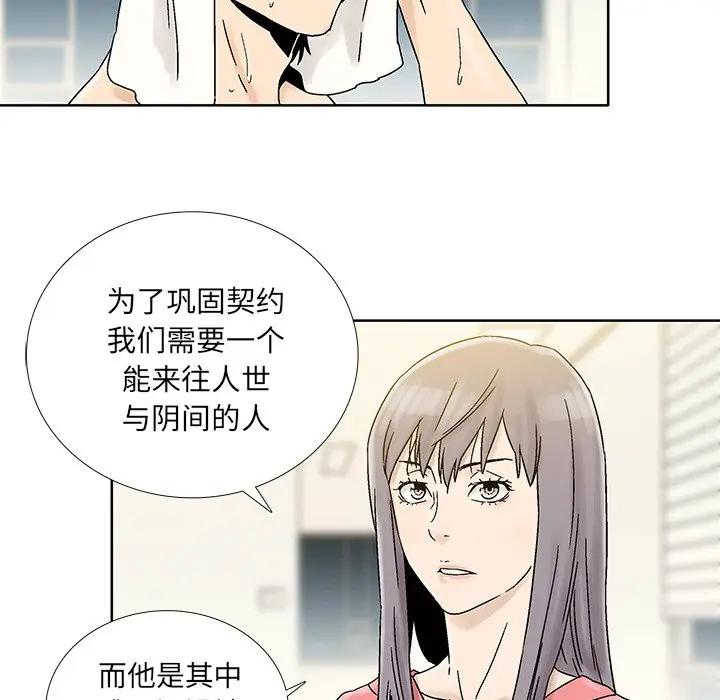 为了巩固契约
我们需要一个
能来往人世
与阴间的人
而他是其中